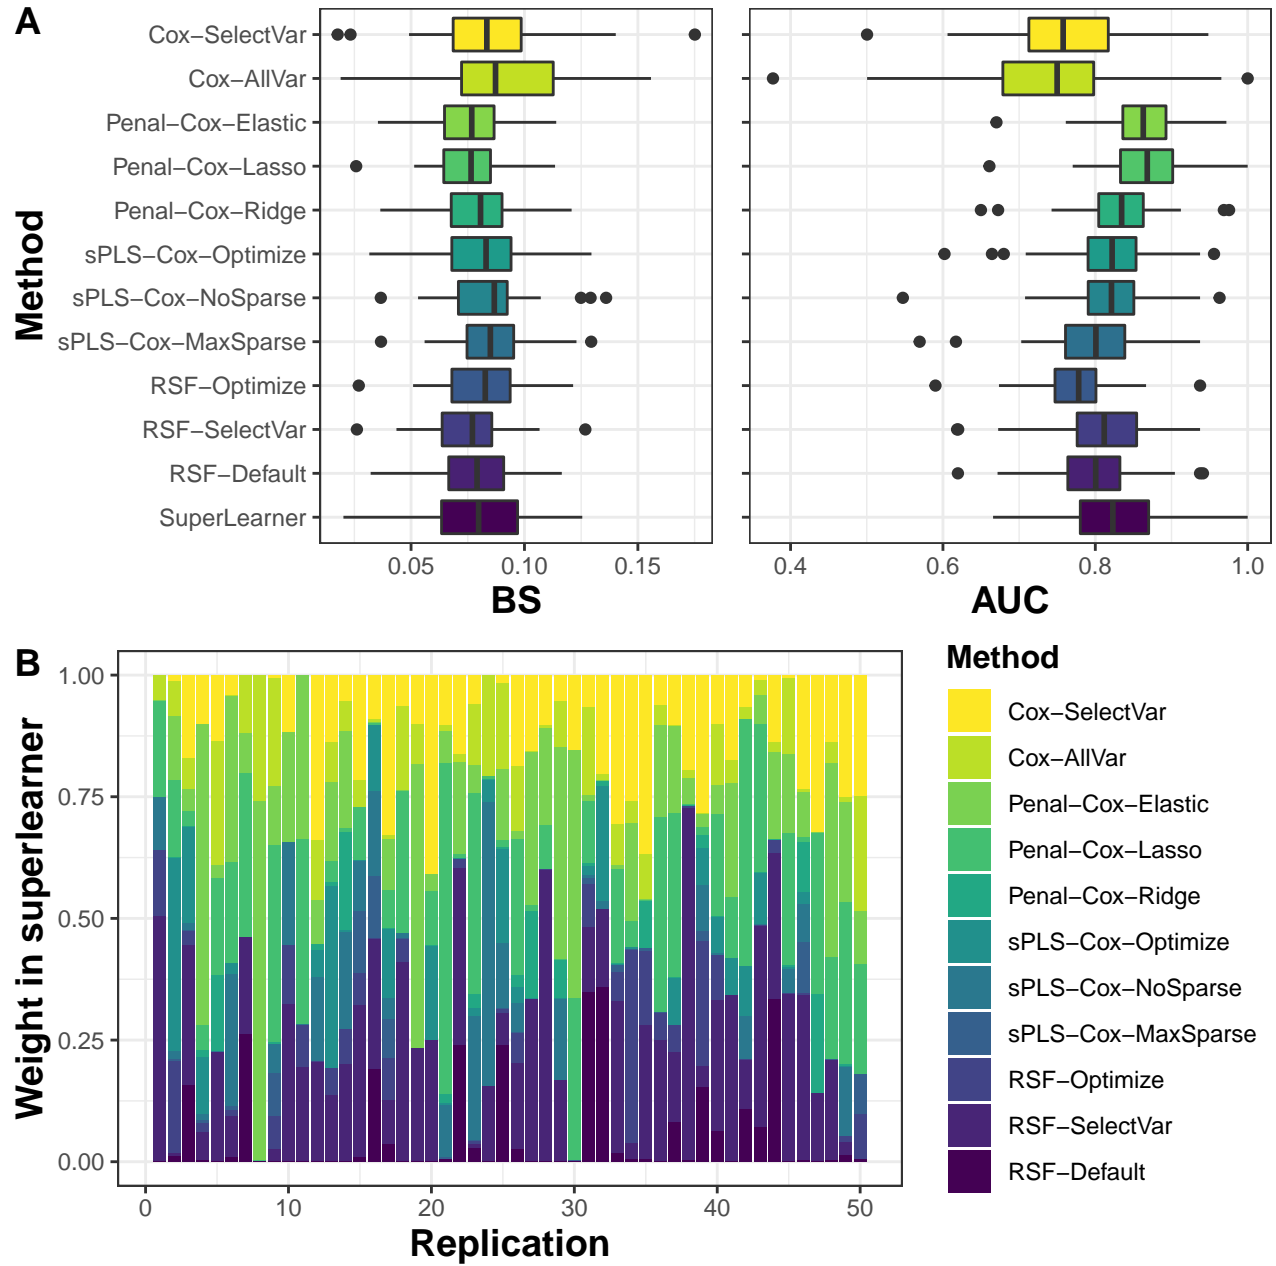 A
Method
Cox−SelectVar
Cox−AllVar
Penal−Cox−Elastic
Penal−Cox−Lasso
Penal−Cox−Ridge
sPLS−Cox−Optimize
sPLS−Cox−NoSparse
sPLS−Cox−MaxSparse
RSF−Optimize
RSF−SelectVar
RSF−Default
SuperLearner
0.05 0.10 0.15
BS
0.4 0.6 0.8 1.0
AUC
B
Weight in superlearner
1.00
0.75
0.50
0.25
0.00
0 10 20 30 40 50
Replication
Method
Cox−SelectVar
Cox−AllVar
Penal−Cox−Elastic
Penal−Cox−Lasso
Penal−Cox−Ridge
sPLS−Cox−Optimize
sPLS−Cox−NoSparse
sPLS−Cox−MaxSparse
RSF−Optimize
RSF−SelectVar
RSF−Default